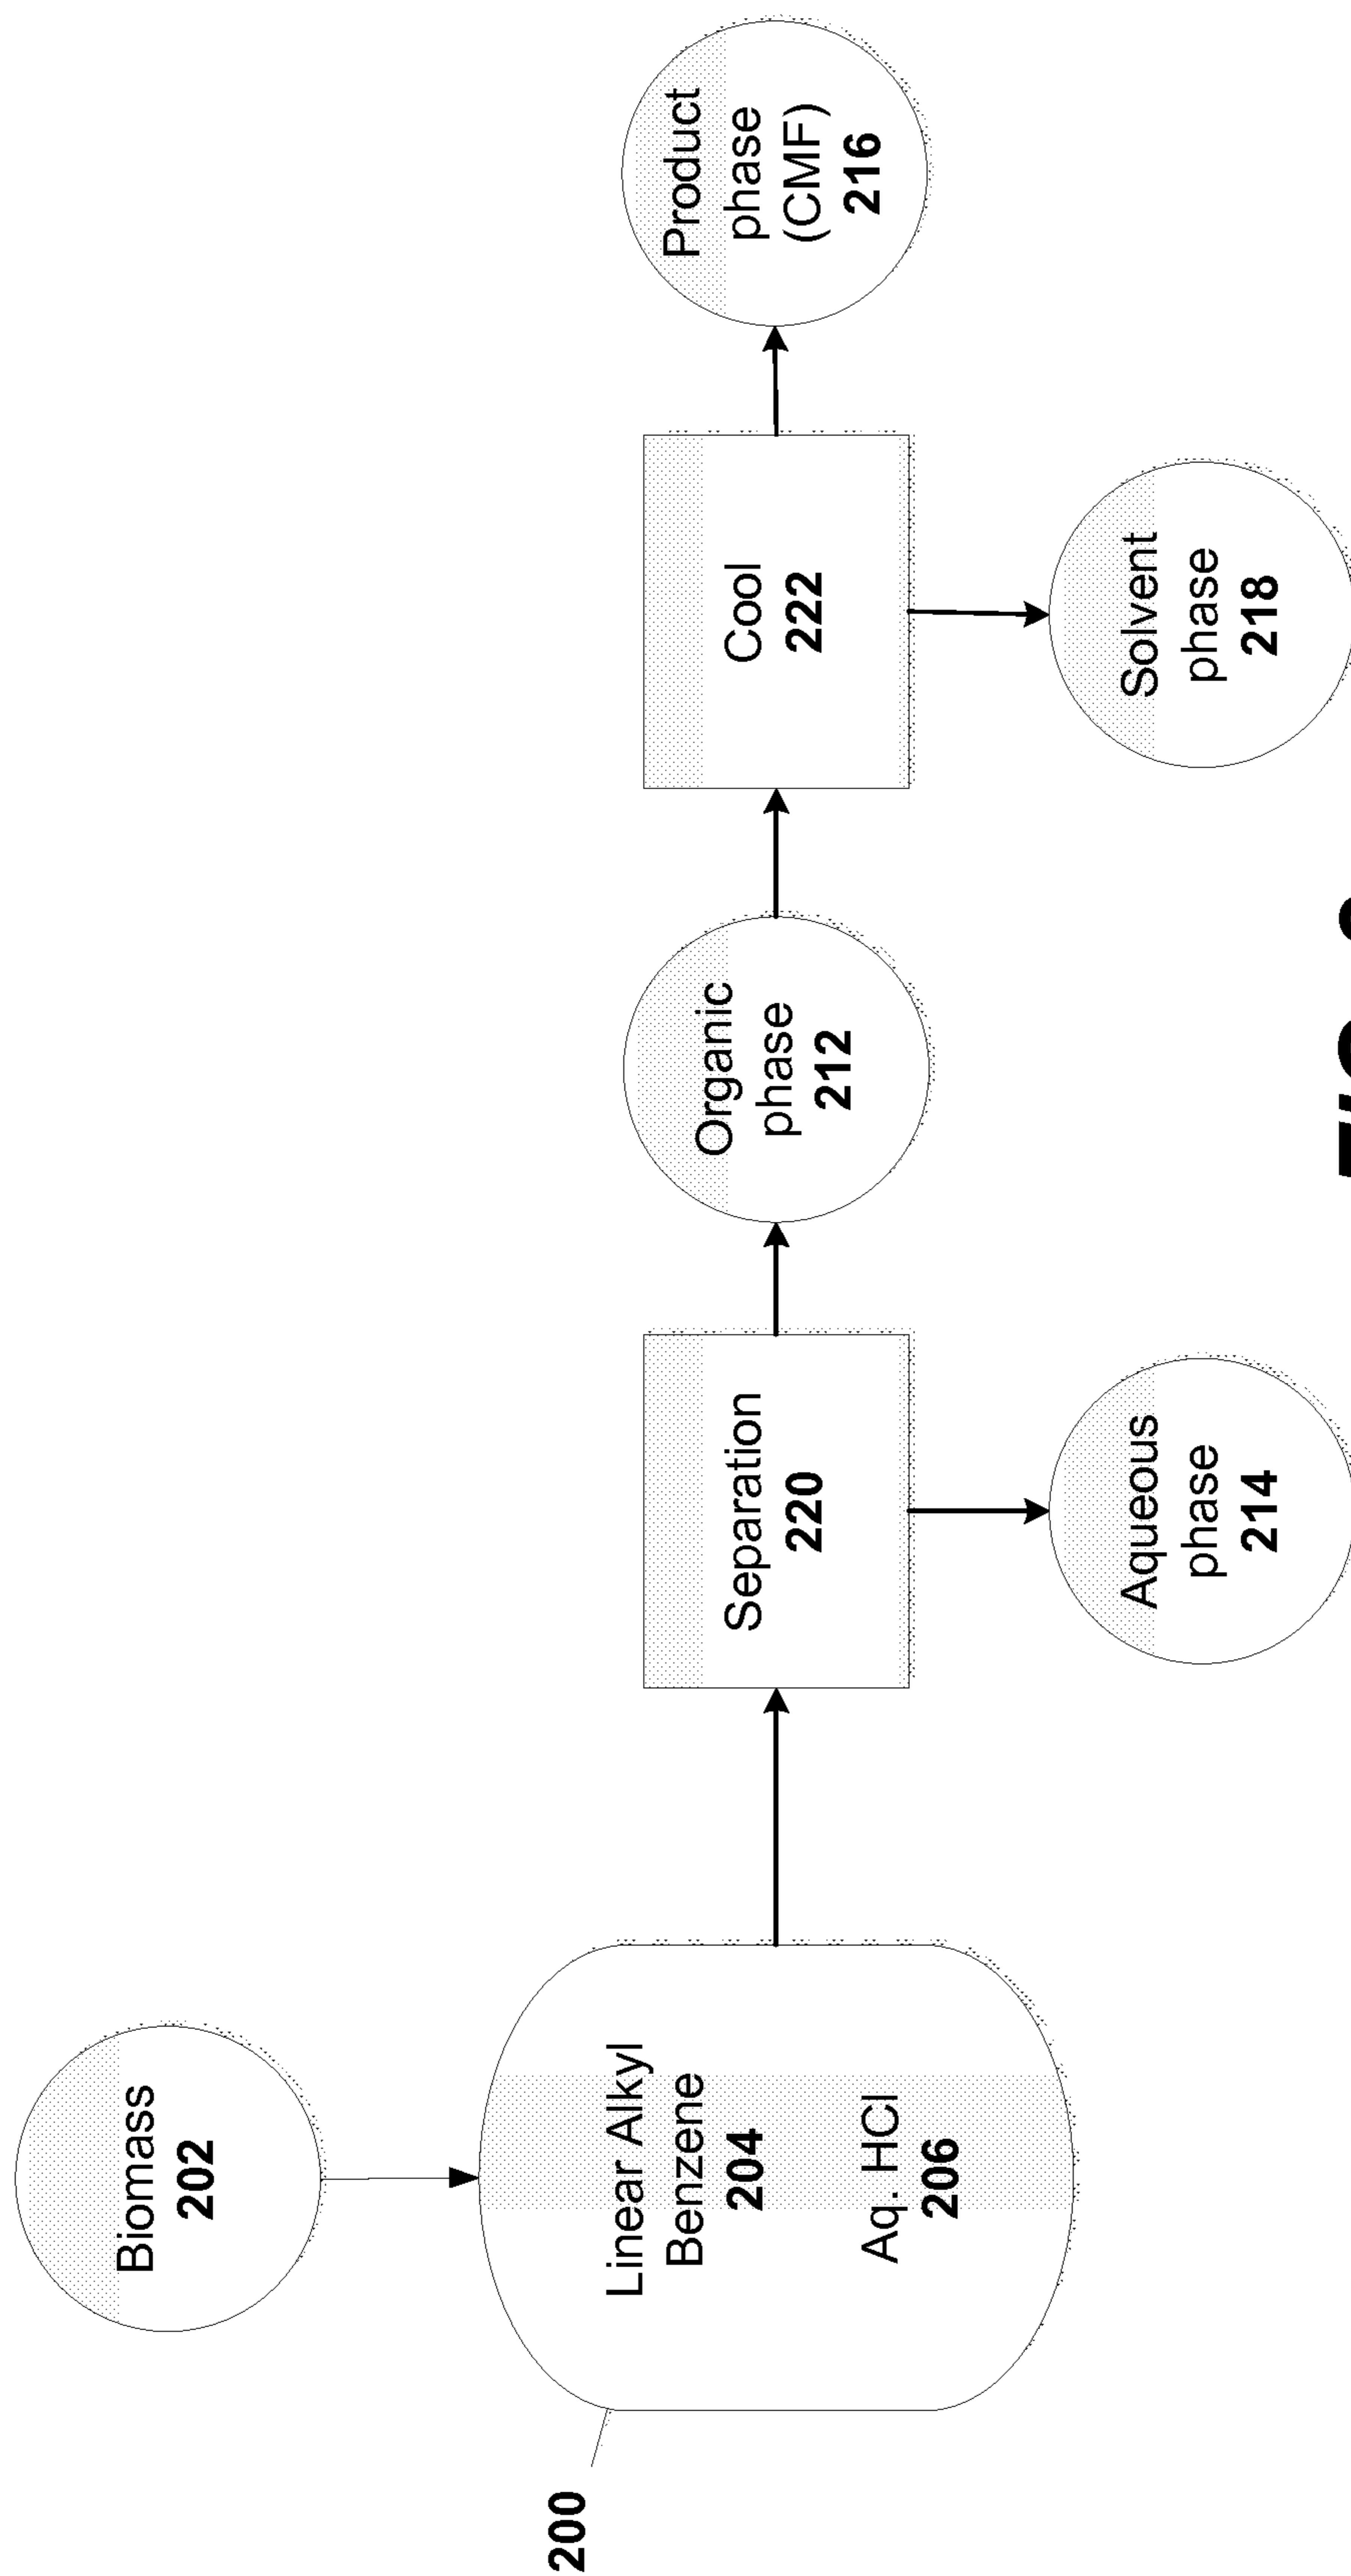 Biomass
202
200
Linear Alkyl
Benzene
204
Aq. HCl
206
Separation
220
Aqueous
phase
214
Organic
phase
212
Cool
222
Solvent
phase
218
Product
phase
(CMF)
216